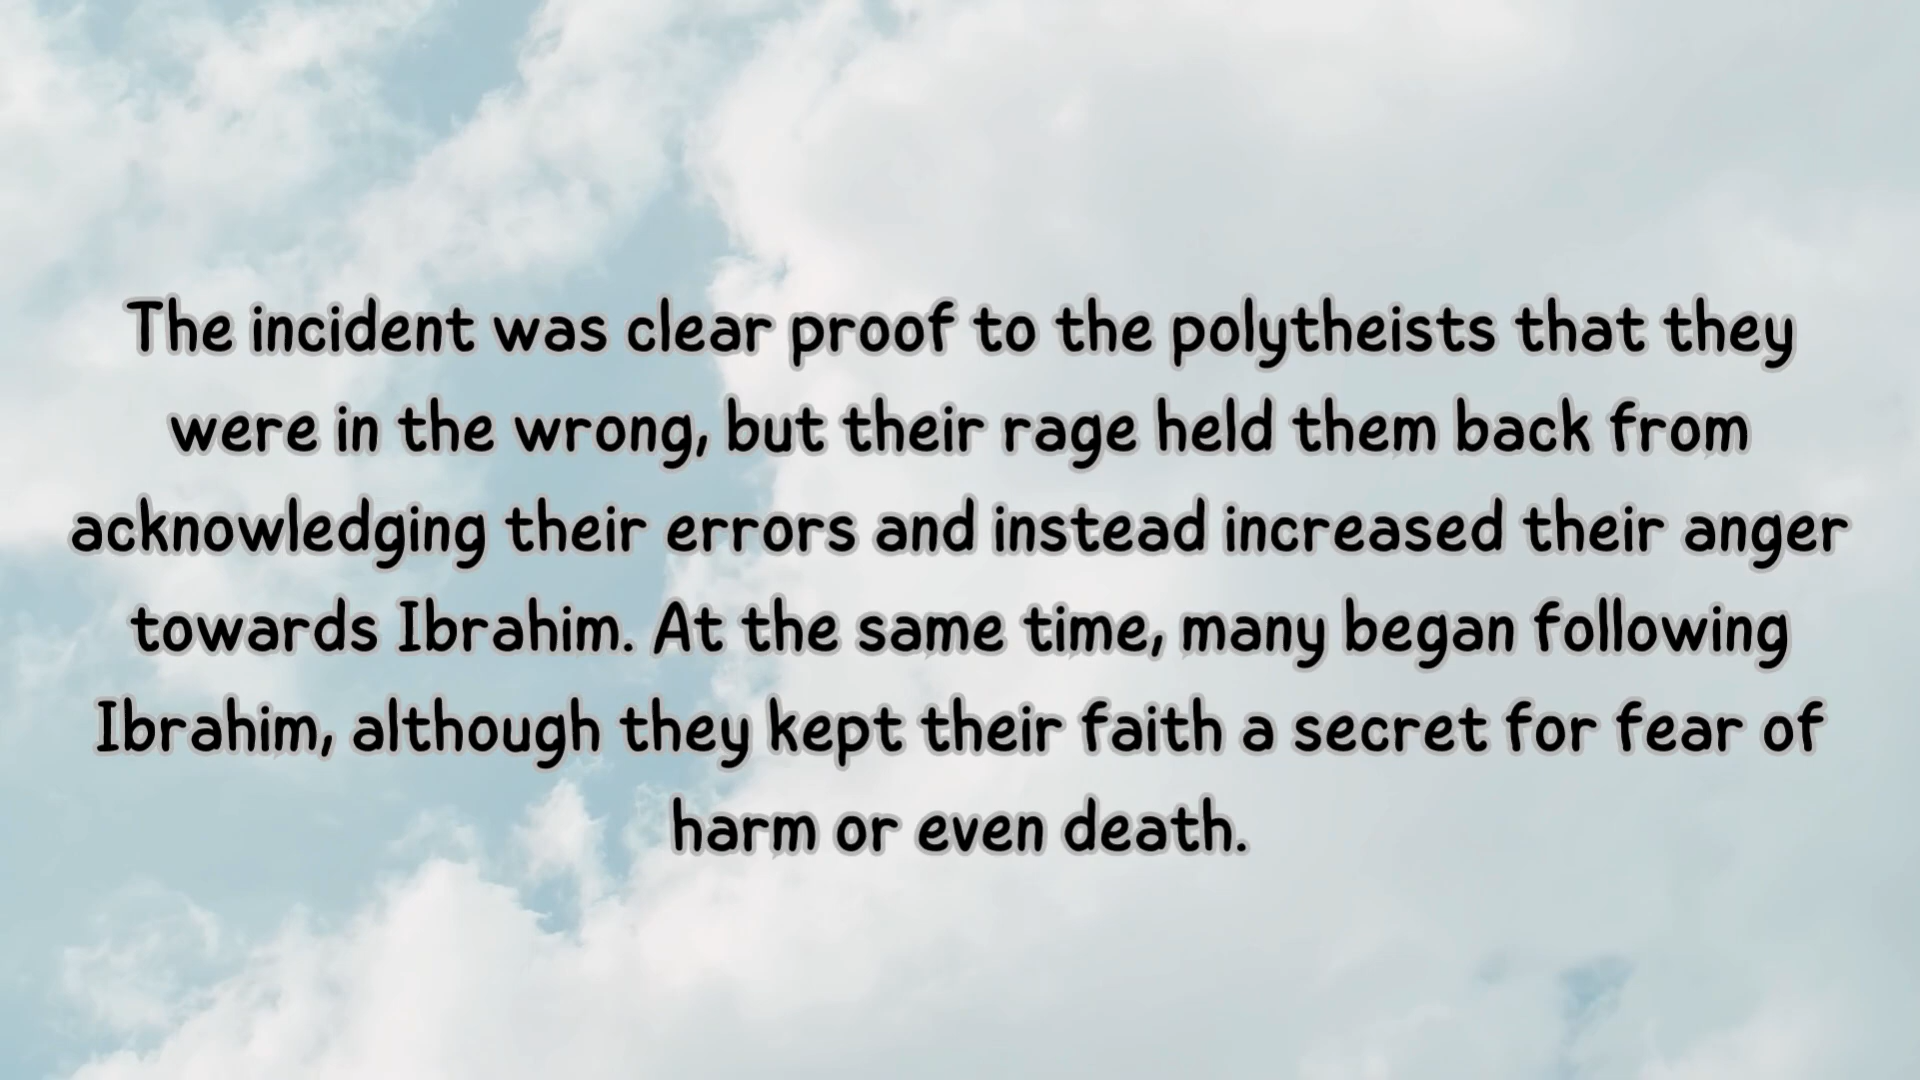 The incident was clear proof to the polytheists that they
were in the wrong, but their rage held them back from
acknowledging their errors and instead increased their anger
towards Ibrahim. At the same time, many began following
Ibrahim, although they kept their faith a secret for fear of
harm or even death.